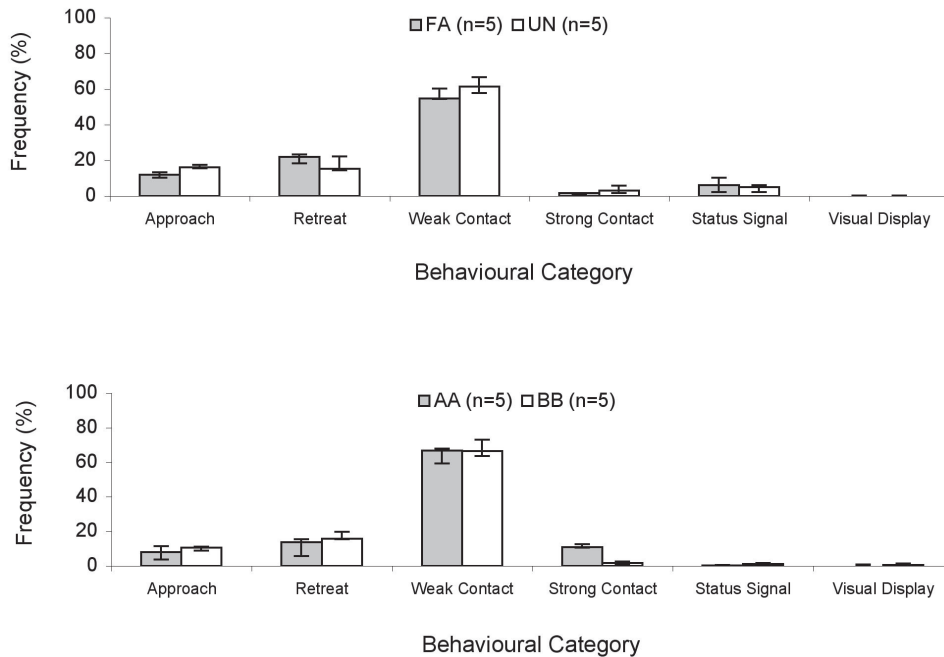 FA (n=5) UN (n=5)
Frequency (%)
100
80
60
40
20
0
Approach Retreat Weak Contact Strong Contact Status Signal Visual Display
Behavioural Category
AA (n=5) BB (n=5)
Frequency (%)
100
80
60
40
20
0
Approach Retreat Weak Contact Strong Contact Status Signal Visual Display
Behavioural Category